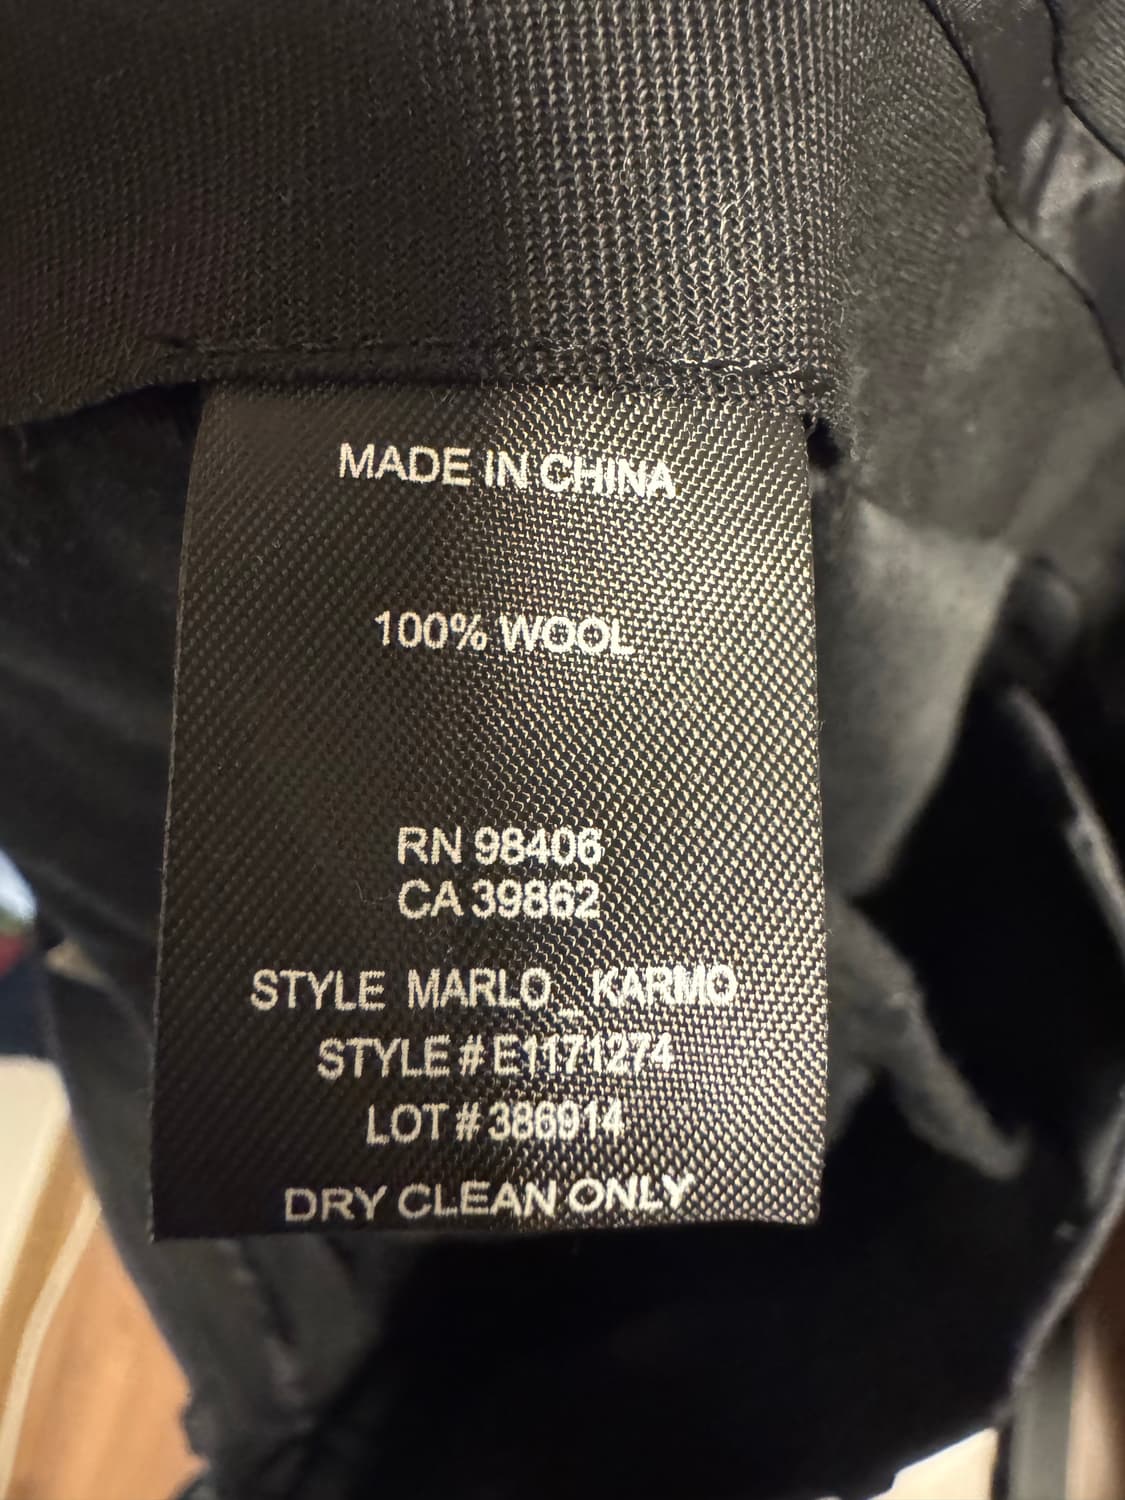 MADE IN CHINA
100% WOOL
RN 98406
CA 39862
STYLE MARLO_KARMO
STYLE # E1171274
LOT # 386914
DRY CLEAN ONLY